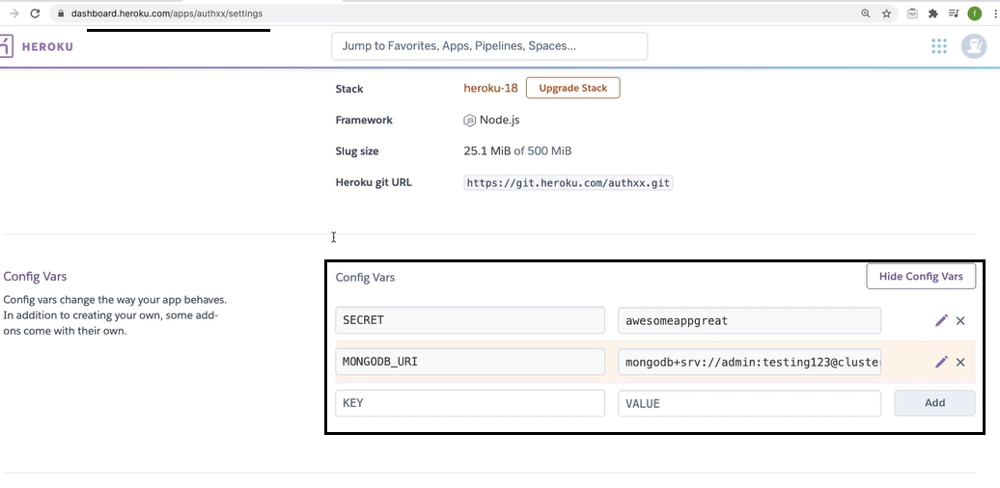 dashboard.heroku.com/apps/authxx/settings
f
HEROKU
Jump to Favorites, Apps, Pipelines, Spaces...
Stack
heroku-18
Upgrade Stack
Framework
Node.js
Slug size
25.1 MiB of 500 MiB
Heroku git URL
https://git.heroku.com/authxx.git
Config Vars
Config vars change the way your app behaves.
In addition to creating your own, some add-
ons come with their own.
Config Vars
Hide Config Vars
SECRET
awesomeappgreat
MONGODB_URI
mongodb+srv://admin:testing123@cluster
KEY
VALUE
Add